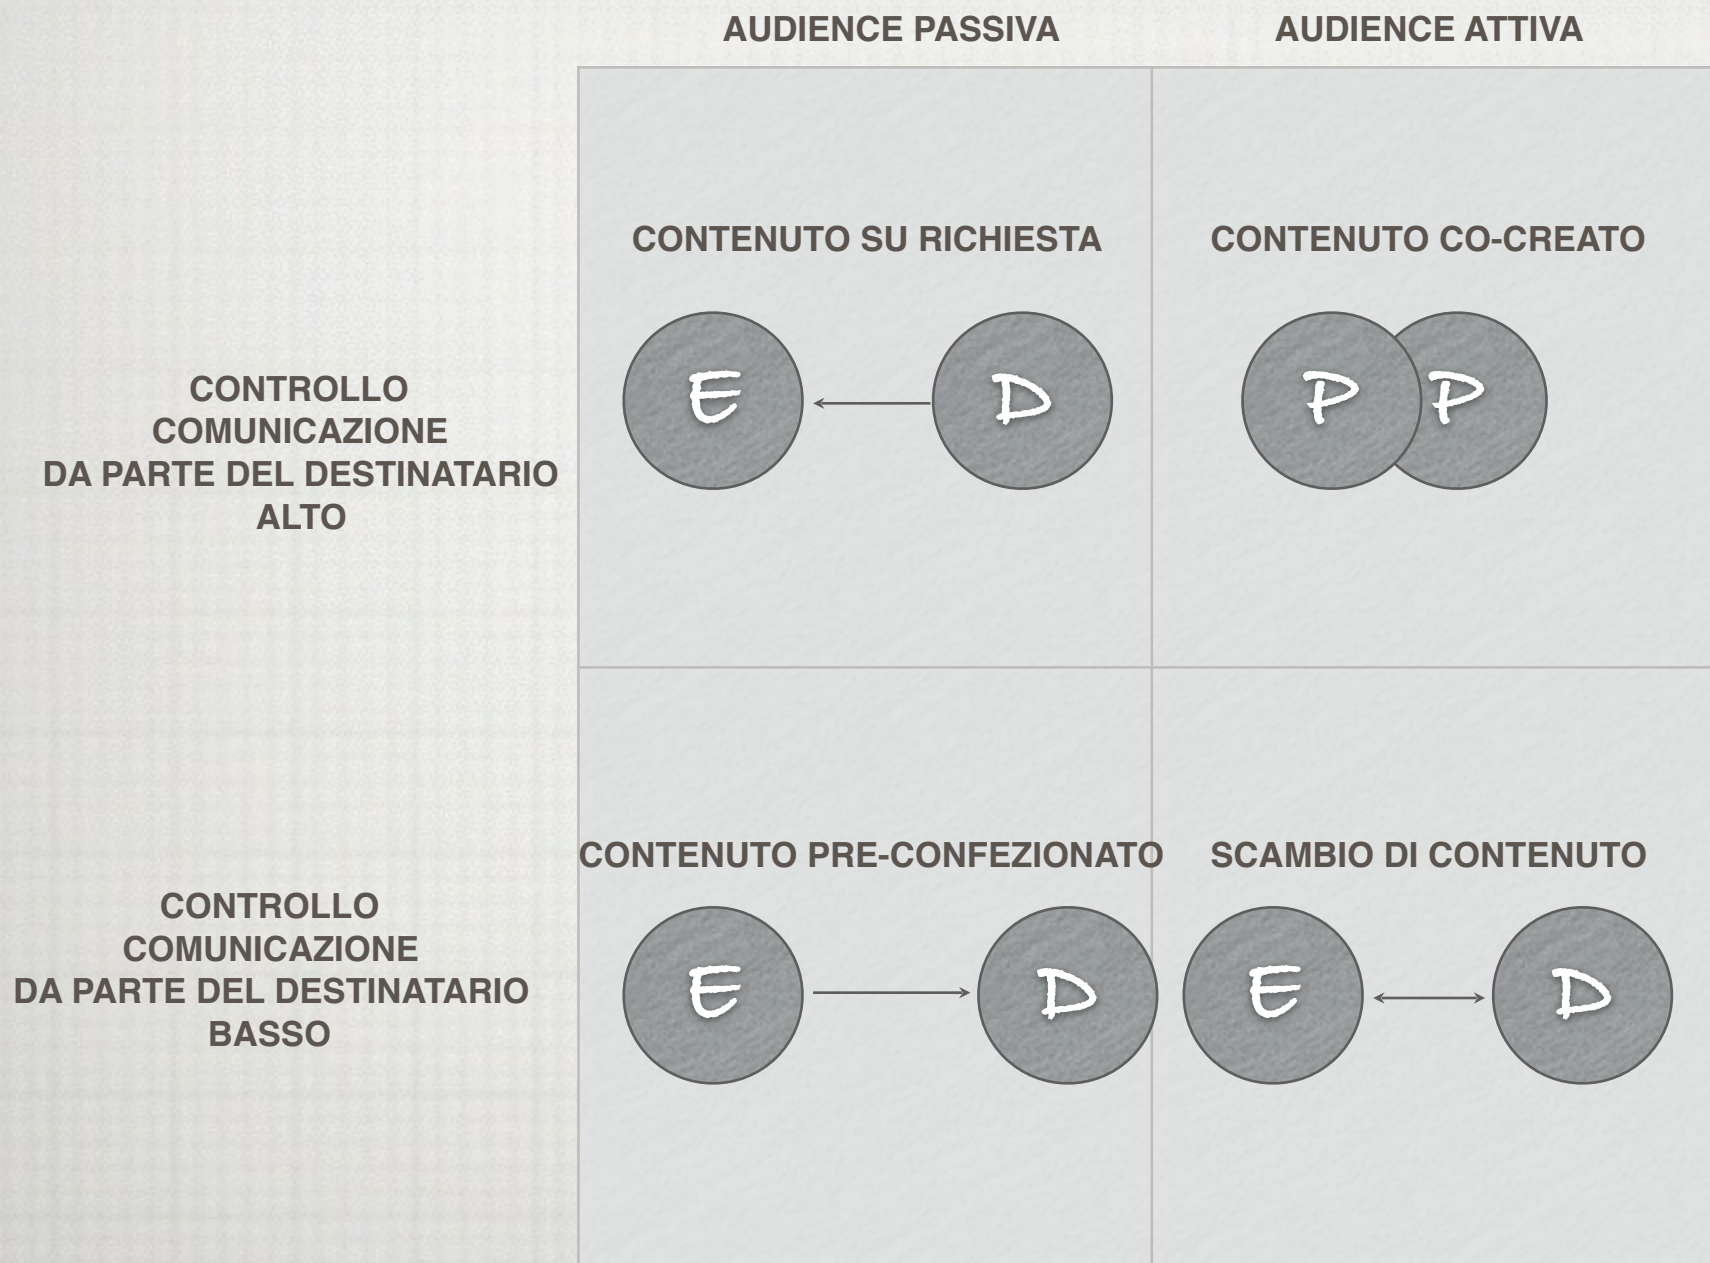 AUDIENCE PASSIVA
AUDIENCE ATTIVA
CONTROLLO
COMUNICAZIONE
DA PARTE DEL DESTINATARIO
ALTO
CONTENUTO SU RICHIESTA
E
D
CONTENUTO CO-CREATO
P
P
CONTROLLO
COMUNICAZIONE
DA PARTE DEL DESTINATARIO
BASSO
CONTENUTO PRE-CONFEZIONATO
E
D
SCAMBIO DI CONTENUTO
E
D